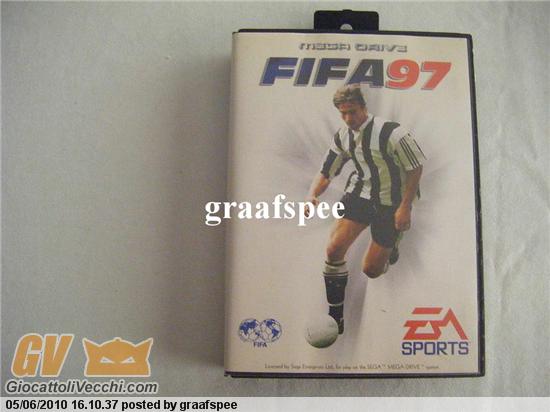 MEGA DRIVE
FIFA97
graafspee
EA
SPORTS
FIFA
Licensed by Sega Enterprises Ltd. for play on the SEGA™ MEGA DRIVE™ system.
GV
GiocattoliVecchi.com
05/06/2010 16.10.37 posted by graafspee